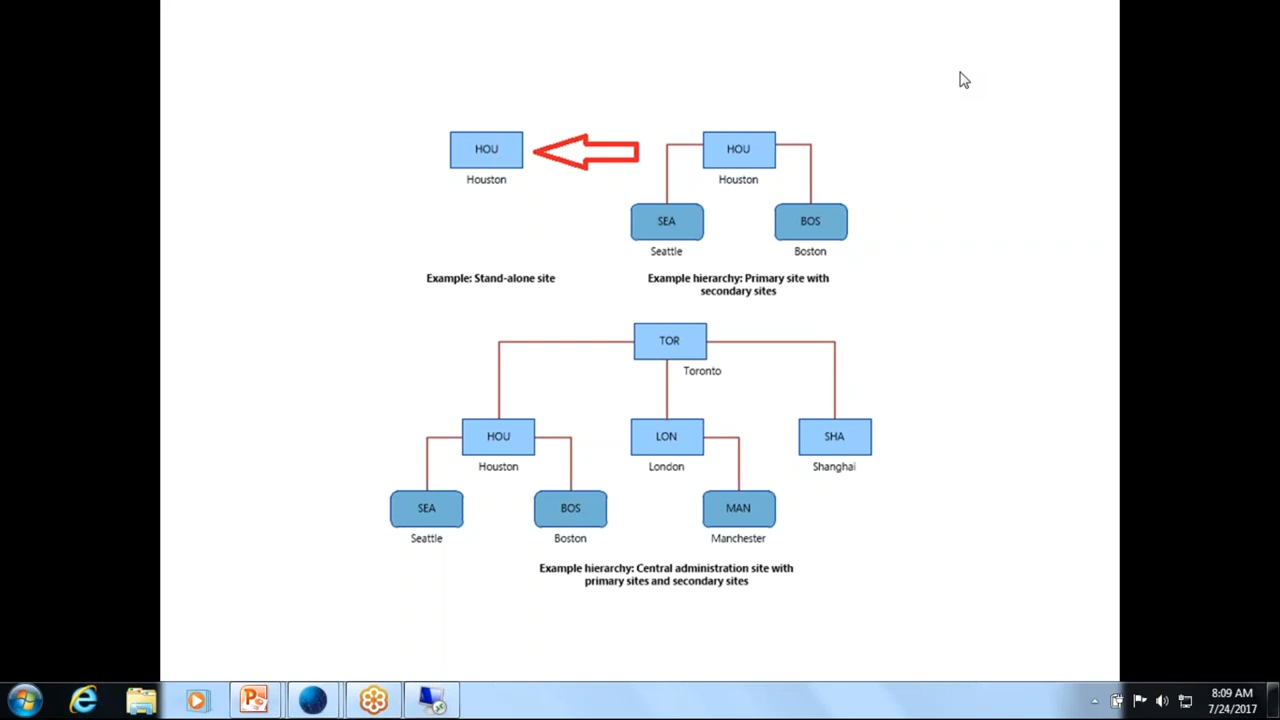 HOU
Houston
HOU
Houston
SEA
Seattle
BOS
Boston
Example: Stand-alone site
Example hierarchy: Primary site with
secondary sites
TOR
Toronto
HOU
Houston
LON
London
SHA
Shanghai
SEA
Seattle
BOS
Boston
MAN
Manchester
Example hierarchy: Central administration site with
primary sites and secondary sites
8:09 AM
7/24/2017